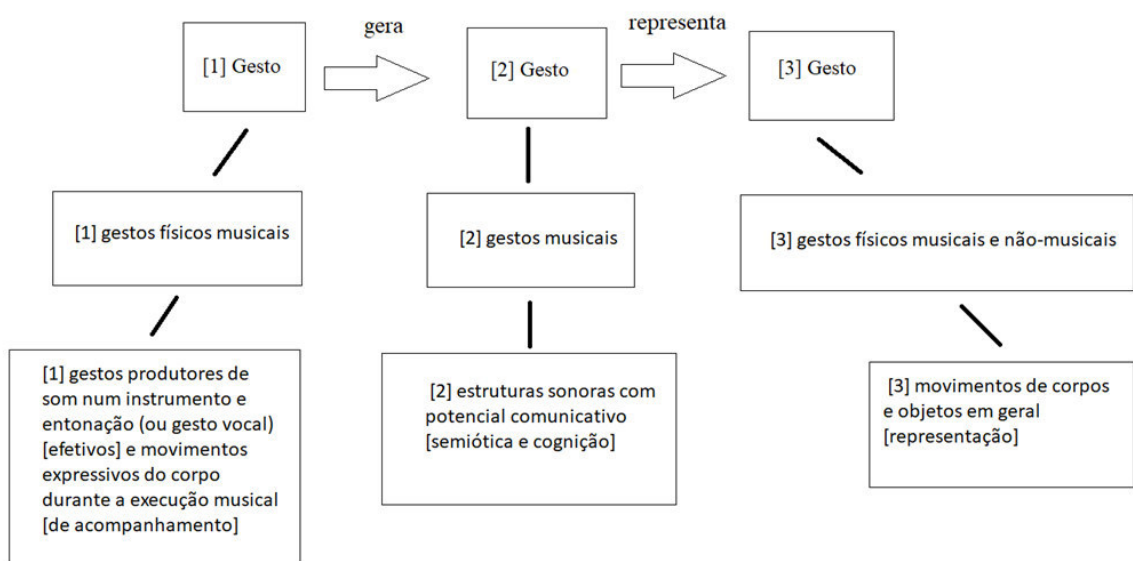 gera
representa
[1] Gesto
[2] Gesto
[3] Gesto
[1] gestos físicos musicais
[2] gestos musicais
[3] gestos físicos musicais e não-musicais
[1] gestos produtores de
som num instrumento e
entonação (ou gesto vocal)
[efetivos] e movimentos
expressivos do corpo
durante a execução musical
[de acompanhamento]
[2] estruturas sonoras com
potencial comunicativo
[semiótica e cognição]
[3] movimentos de corpos
e objetos em geral
[representação]